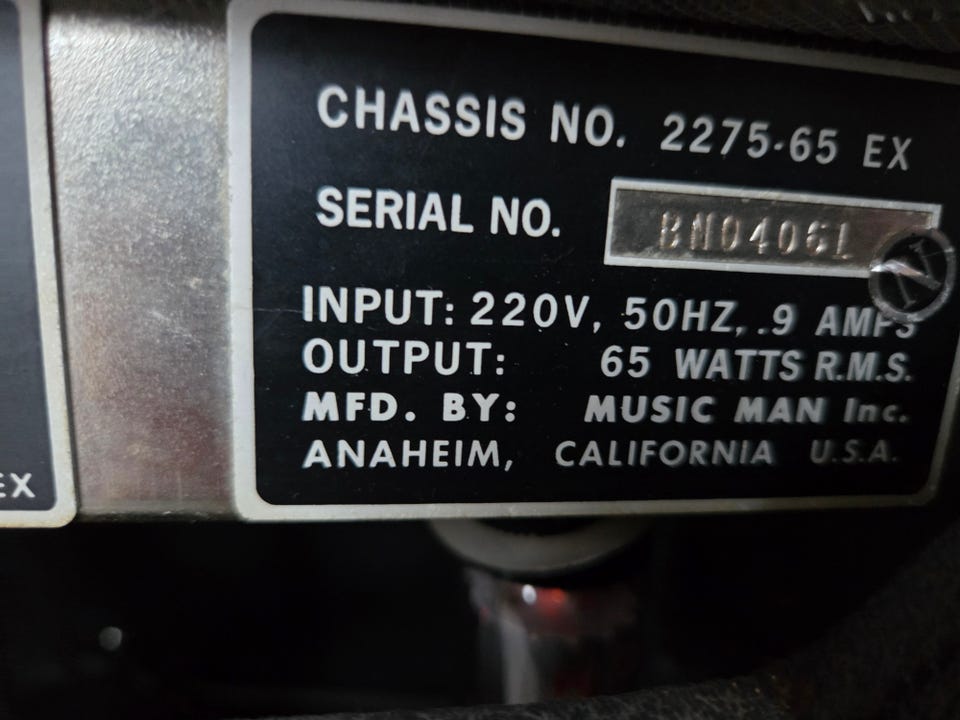 CHASSIS NO. 2275-65 EX
SERIAL NO. BN04061
INPUT: 220V, 50HZ, .9 AMPS
OUTPUT: 65 WATTS R.M.S.
MFD. BY: MUSIC MAN Inc.
ANAHEIM, CALIFORNIA U.S.A.
N
EX